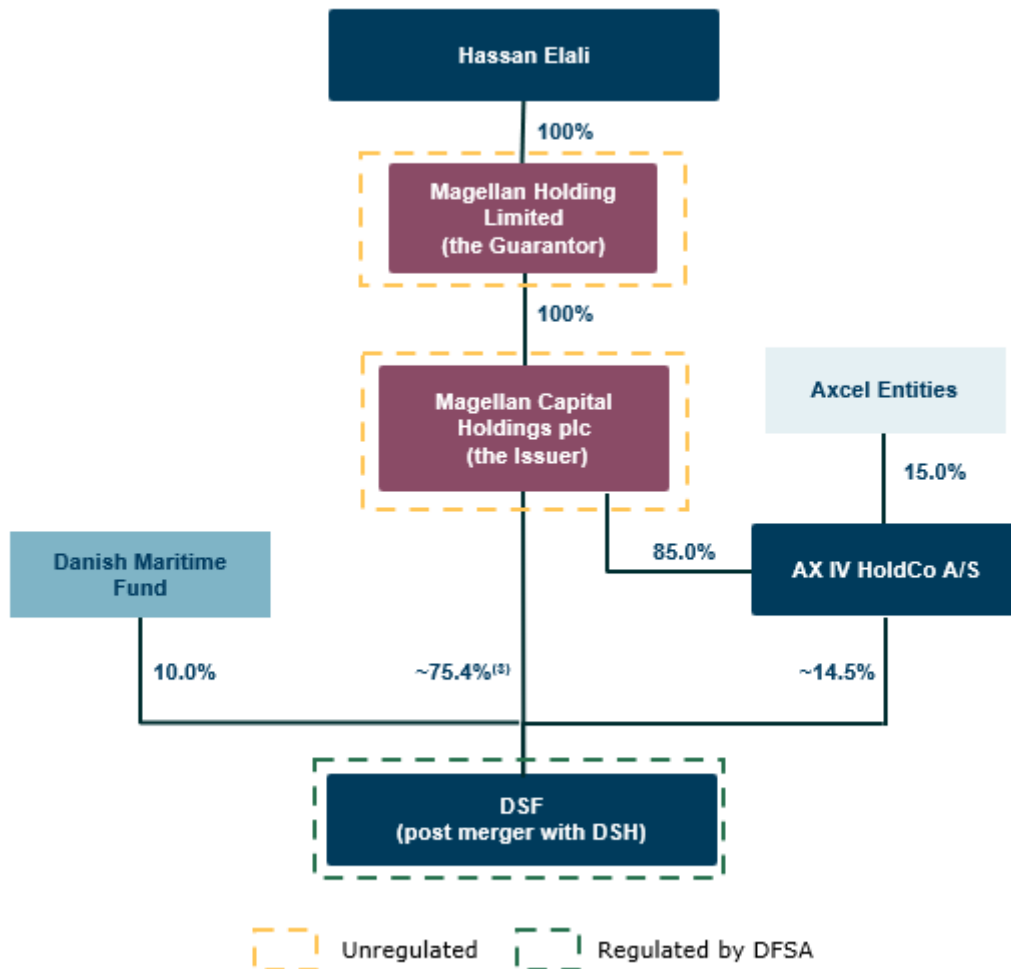 Hassan Elali
100%
Magellan Holding
Limited
(the Guarantor)
100%
Magellan Capital
Holdings plc
(the Issuer)
Axcel Entities
15.0%
85.0%
AX IV HoldCo A/S
Danish Maritime
Fund
10.0%
~75.4%⁽³⁾
~14.5%
DSF
(post merger with DSH)
Unregulated
Regulated by DFSA